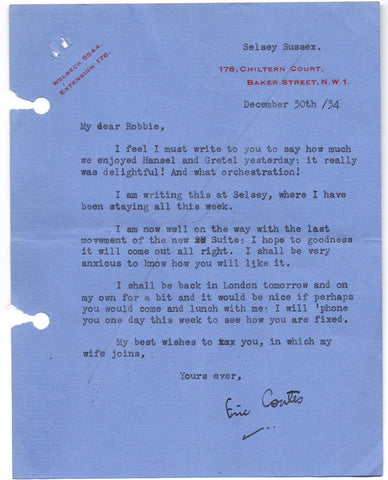 Selsey Sussex.
WELBECK 5544.
EXTENSION 176.
176, CHILTERN COURT,
BAKER STREET, N.W.1.
December 30th /34
My dear Robbie,
I feel I must write to you to say how much
we enjoyed Hansel and Gretel yesterday: it really
was delightful! And what orchestration!
I am writing this at Selsey, where I have
been staying all this week.
I am now well on the way with the last
movement of the new Suite: I hope to goodness
it will come out all right. I shall be very
anxious to know how you will like it.
I shall be back in London tomorrow and on
my own for a bit and it would be nice if perhaps
you would come and lunch with me: I will 'phone
you one day this week to see how you are fixed.
My best wishes to you, in which my
wife joins,
Yours ever,
Eric Coates